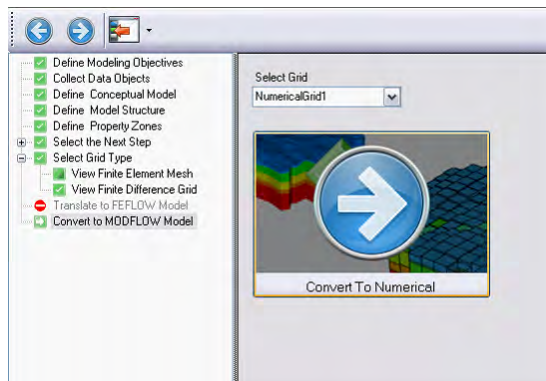 Define Modeling Objectives
Collect Data Objects
Define Conceptual Model
Define Model Structure
Define Property Zones
Select the Next Step
Select Grid Type
View Finite Element Mesh
View Finite Difference Grid
Translate to FEFLOW Model
Convert to MODFLOW Model
Select Grid
NumericalGrid1
Convert To Numerical